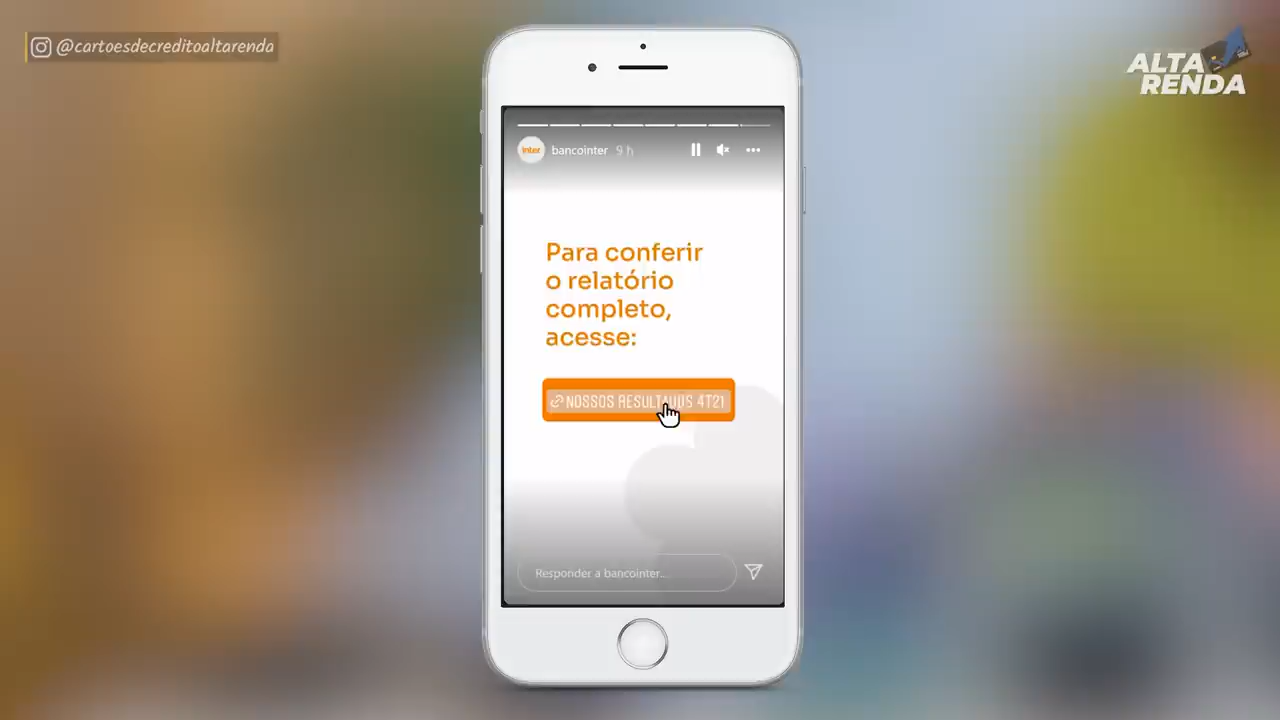 @cartoesdecreditoaltarenda
ALTA
RENDA
inter
bancointer 9 h
Para conferir
o relatório
completo,
acesse:
NOSSOS RESULTADOS 4T21
Responder a bancointer...